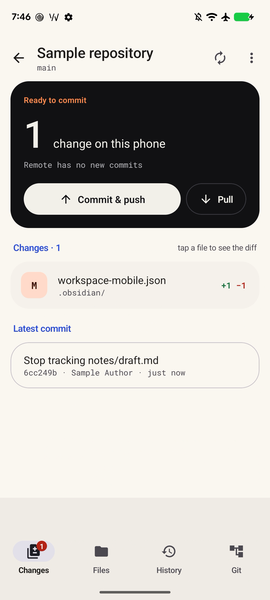 7:46
Sample repository
main
Ready to commit
1 change on this phone
Remote has no new commits
Commit & push
Pull
Changes · 1
tap a file to see the diff
M
workspace-mobile.json
+1 -1
.obsidian/
Latest commit
Stop tracking notes/draft.md
6cc249b · Sample Author · just now
1
Changes
Files
History
Git